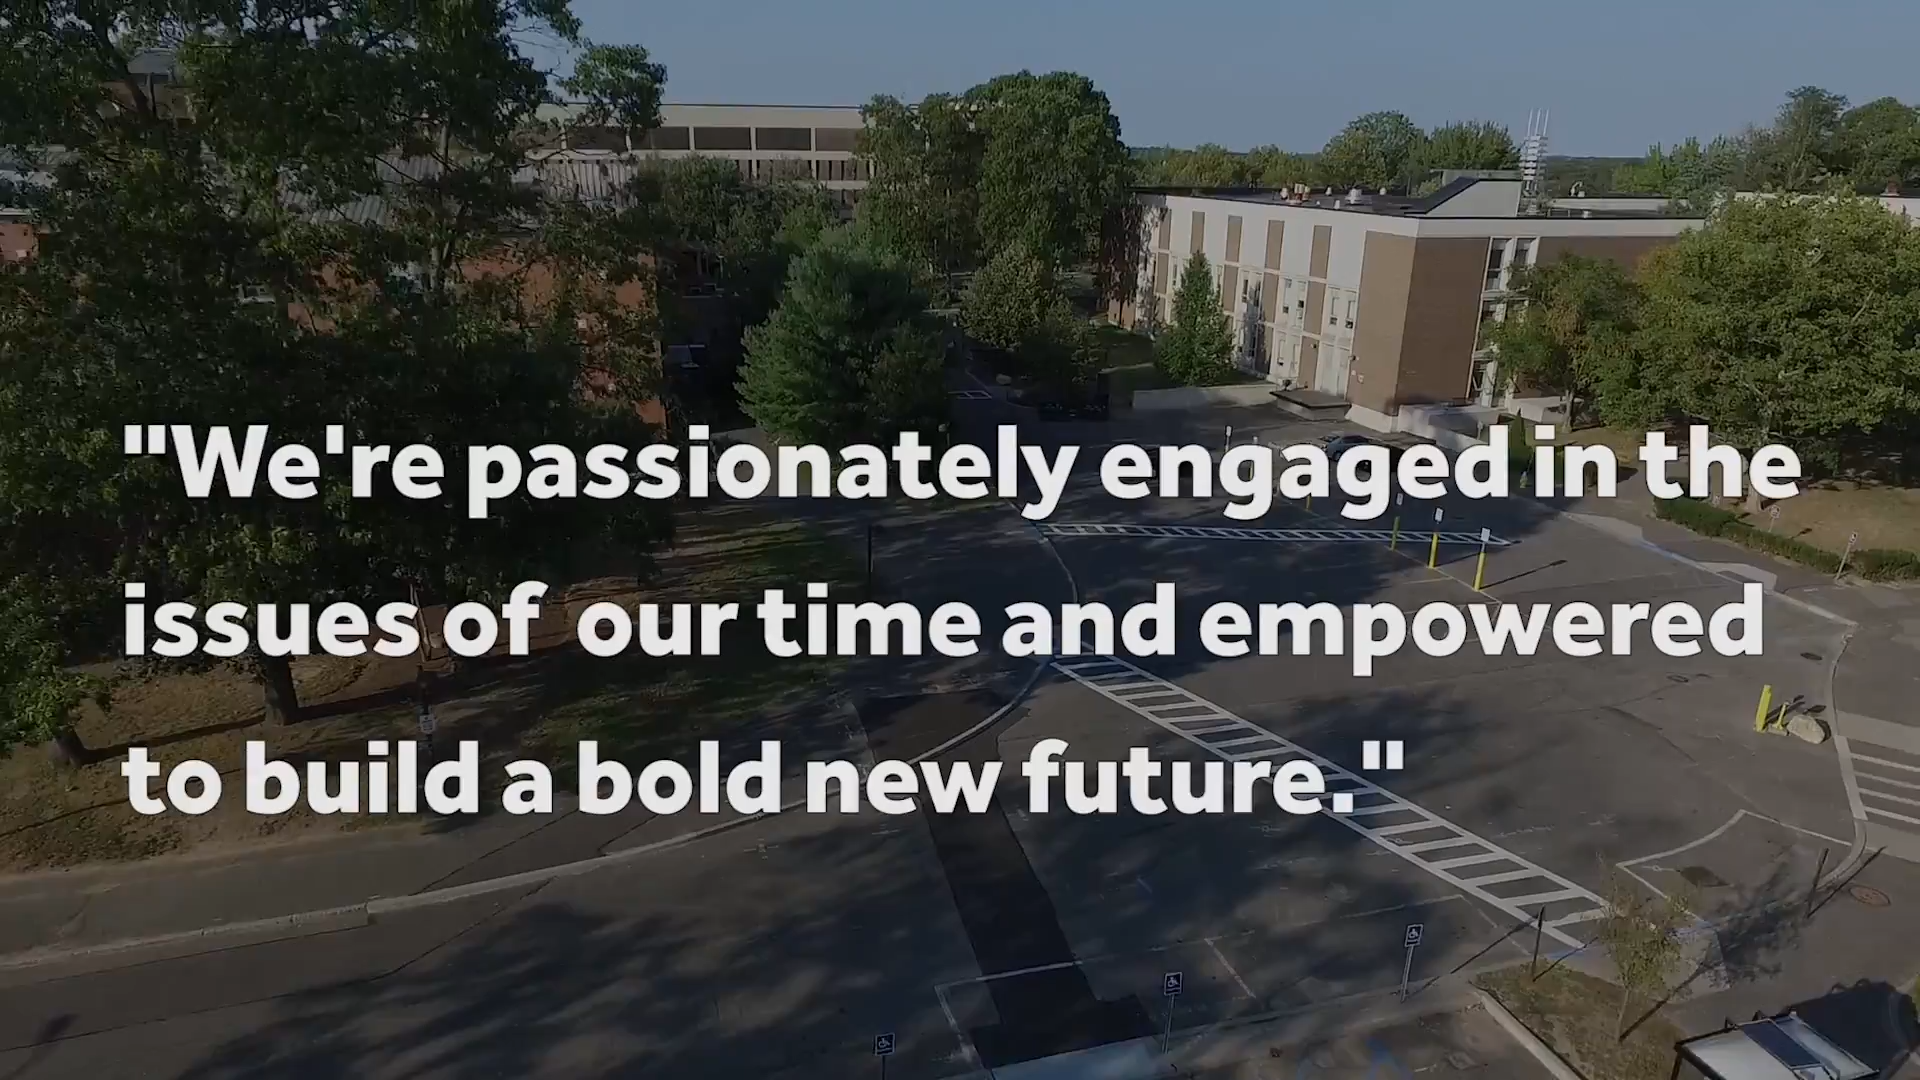 "We're passionately engaged in the
issues of our time and empowered
to build a bold new future."